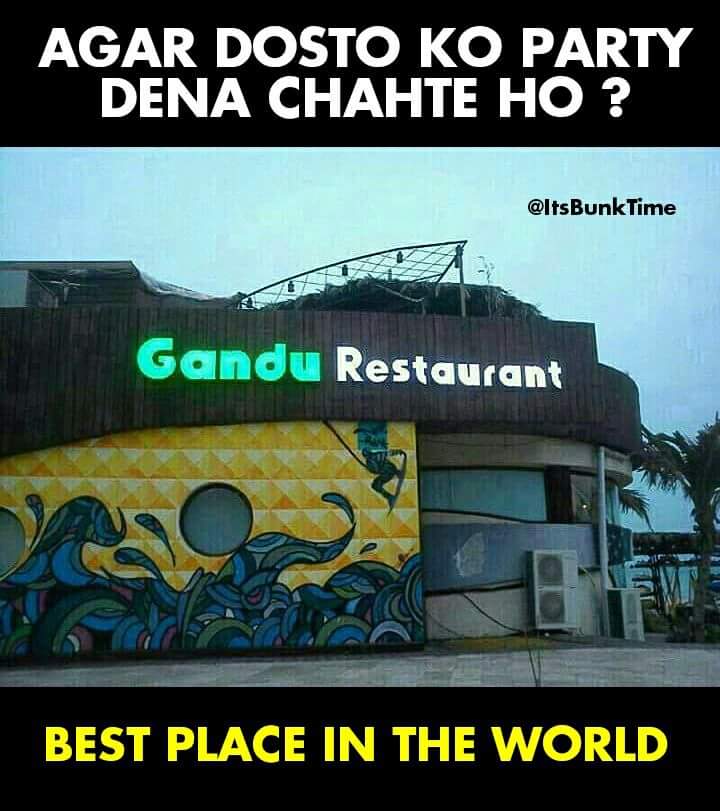 AGAR DOSTO KO PARTY
DENA CHAHTE HO ?
@ItsBunkTime
Gandu Restaurant
BEST PLACE IN THE WORLD